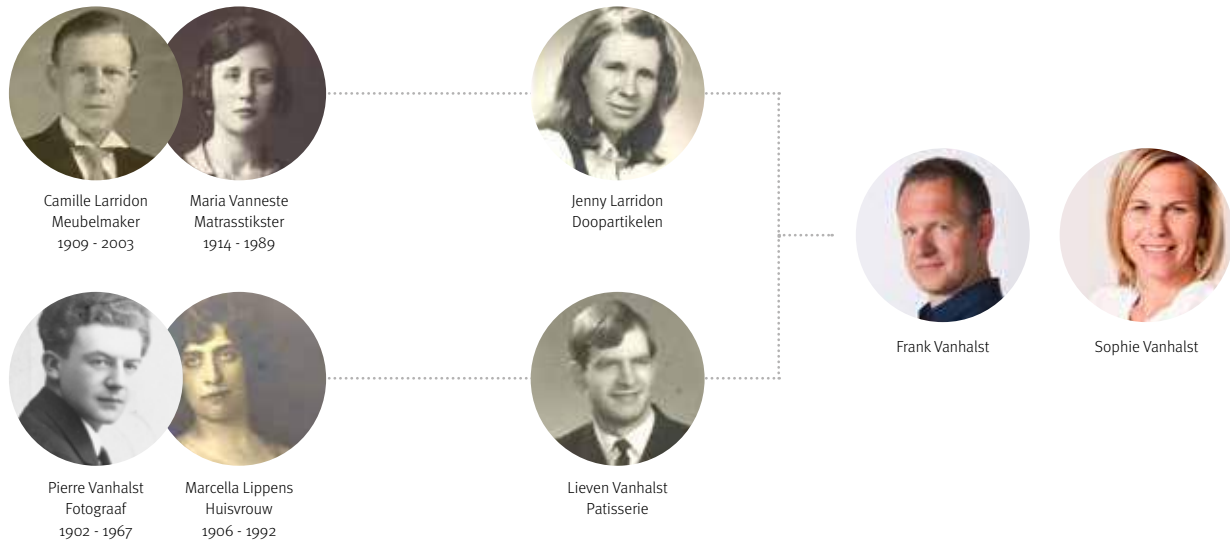 Camille Larridon
Meubelmaker
1909 - 2003
Maria Vanneste
Matrasstikster
1914 - 1989
Jenny Larridon
Doopartikelen
Frank Vanhalst
Sophie Vanhalst
Pierre Vanhalst
Fotograaf
1902 - 1967
Marcella Lippens
Huisvrouw
1906 - 1992
Lieven Vanhalst
Patisserie